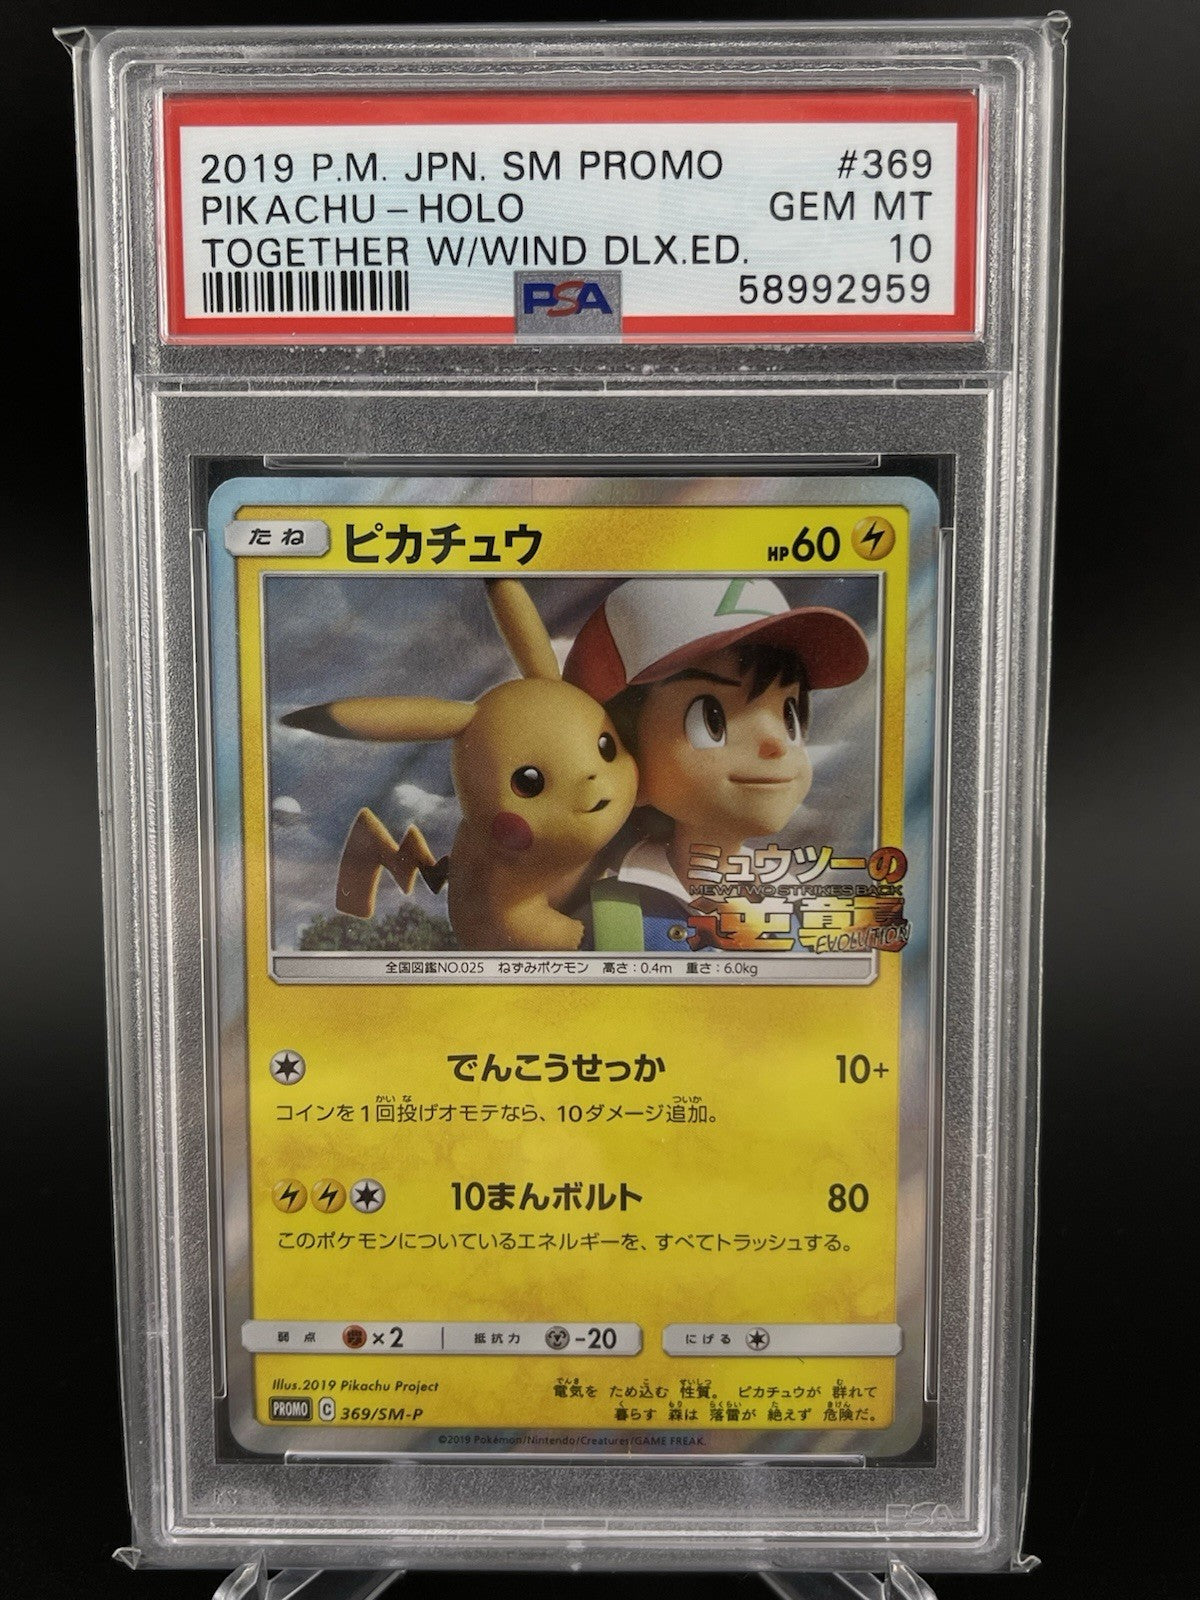 2019 P.M. JPN. SM PROMO #369
PIKACHU - HOLO GEM MT
TOGETHER W/WIND DLX.ED. 10
PSA 58992959
たね ピカチュウ HP60
ミュウツーの
MEWTWO STRIKES BACK
逆襲
EVOLUTION
全国図鑑NO.025 ねずみポケモン 高さ:0.4m 重さ:6.0kg
でんこうせっか 10+
コインを1回投げオモテなら、10ダメージ追加。
10まんボルト 80
このポケモンについているエネルギーを、すべてトラッシュする。
弱点 ×2 抵抗力 -20 にげる
Illus.2019 Pikachu Project
電気を ため込む 性質。 ピカチュウが 群れて
PROMO C 369/SM-P
暮らす 森は 落雷が 絶えず 危険だ。
©2019 Pokémon/Nintendo/Creatures/GAME FREAK.
PSA